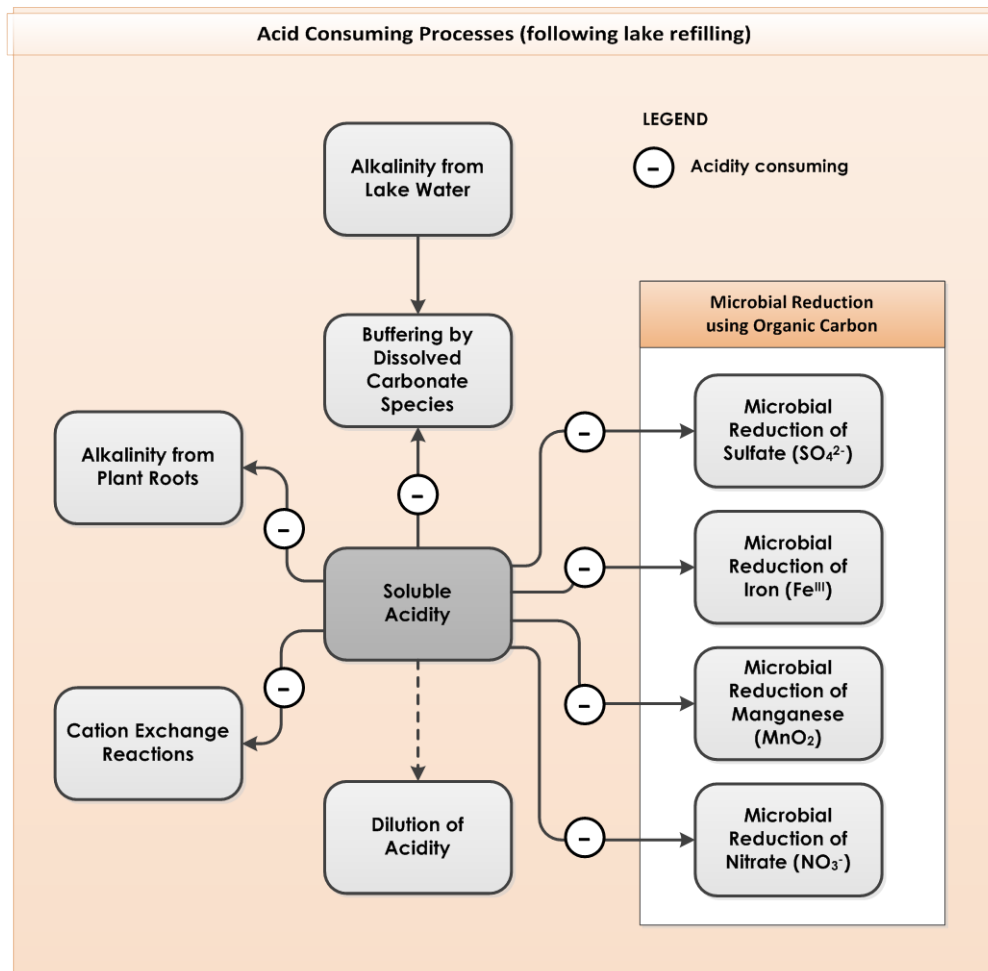 Acid Consuming Processes (following lake refilling)
LEGEND
–
Acidity consuming
Alkalinity from
Lake Water
Buffering by
Dissolved
Carbonate
Species
Microbial Reduction
using Organic Carbon
Alkalinity from
Plant Roots
–
–
–
Microbial
Reduction of
Sulfate (SO₄²⁻)
Soluble
Acidity
–
Microbial
Reduction of
Iron (Feᴵᴵᴵ)
Cation Exchange
Reactions
–
–
Microbial
Reduction of
Manganese
(MnO₂)
Dilution of
Acidity
–
Microbial
Reduction of
Nitrate (NO₃⁻)